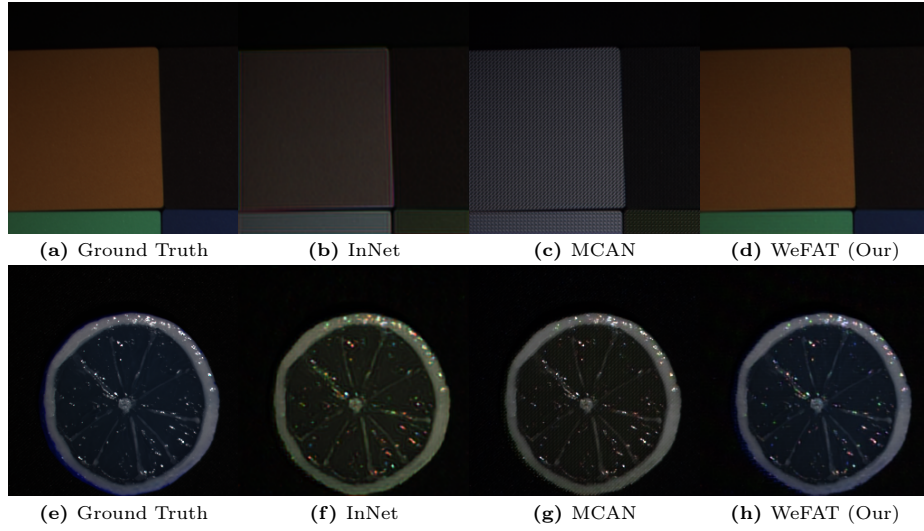 (a) Ground Truth
(b) InNet
(c) MCAN
(d) WeFAT (Our)
(e) Ground Truth
(f) InNet
(g) MCAN
(h) WeFAT (Our)